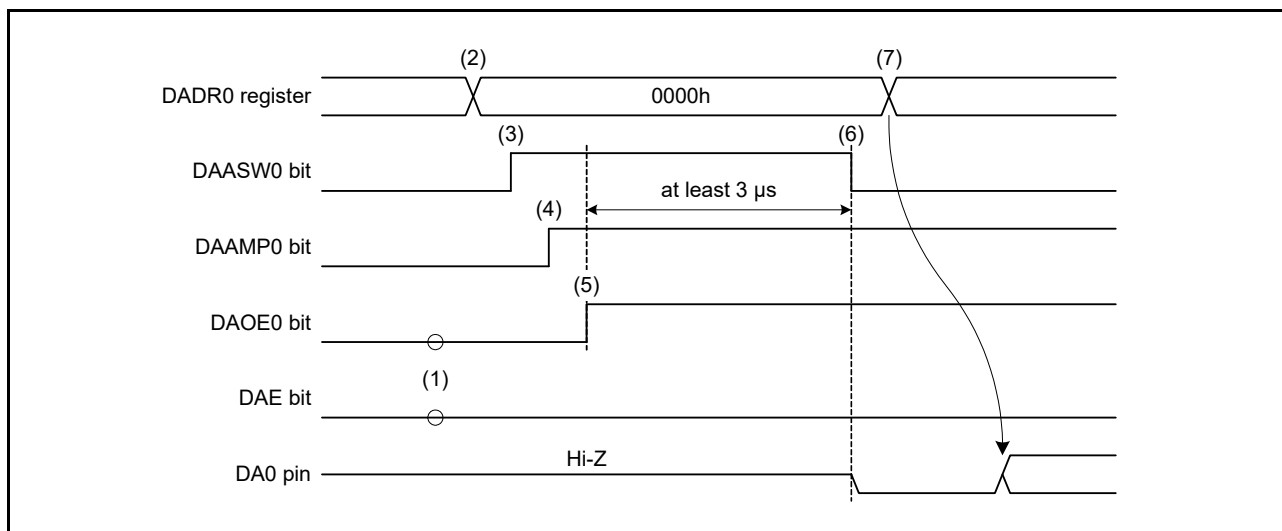 (2)
(7)
DADR0 register
0000h
(3)
(6)
DAASW0 bit
at least 3 µs
(4)
DAAMP0 bit
(5)
DAOE0 bit
(1)
DAE bit
Hi-Z
DA0 pin